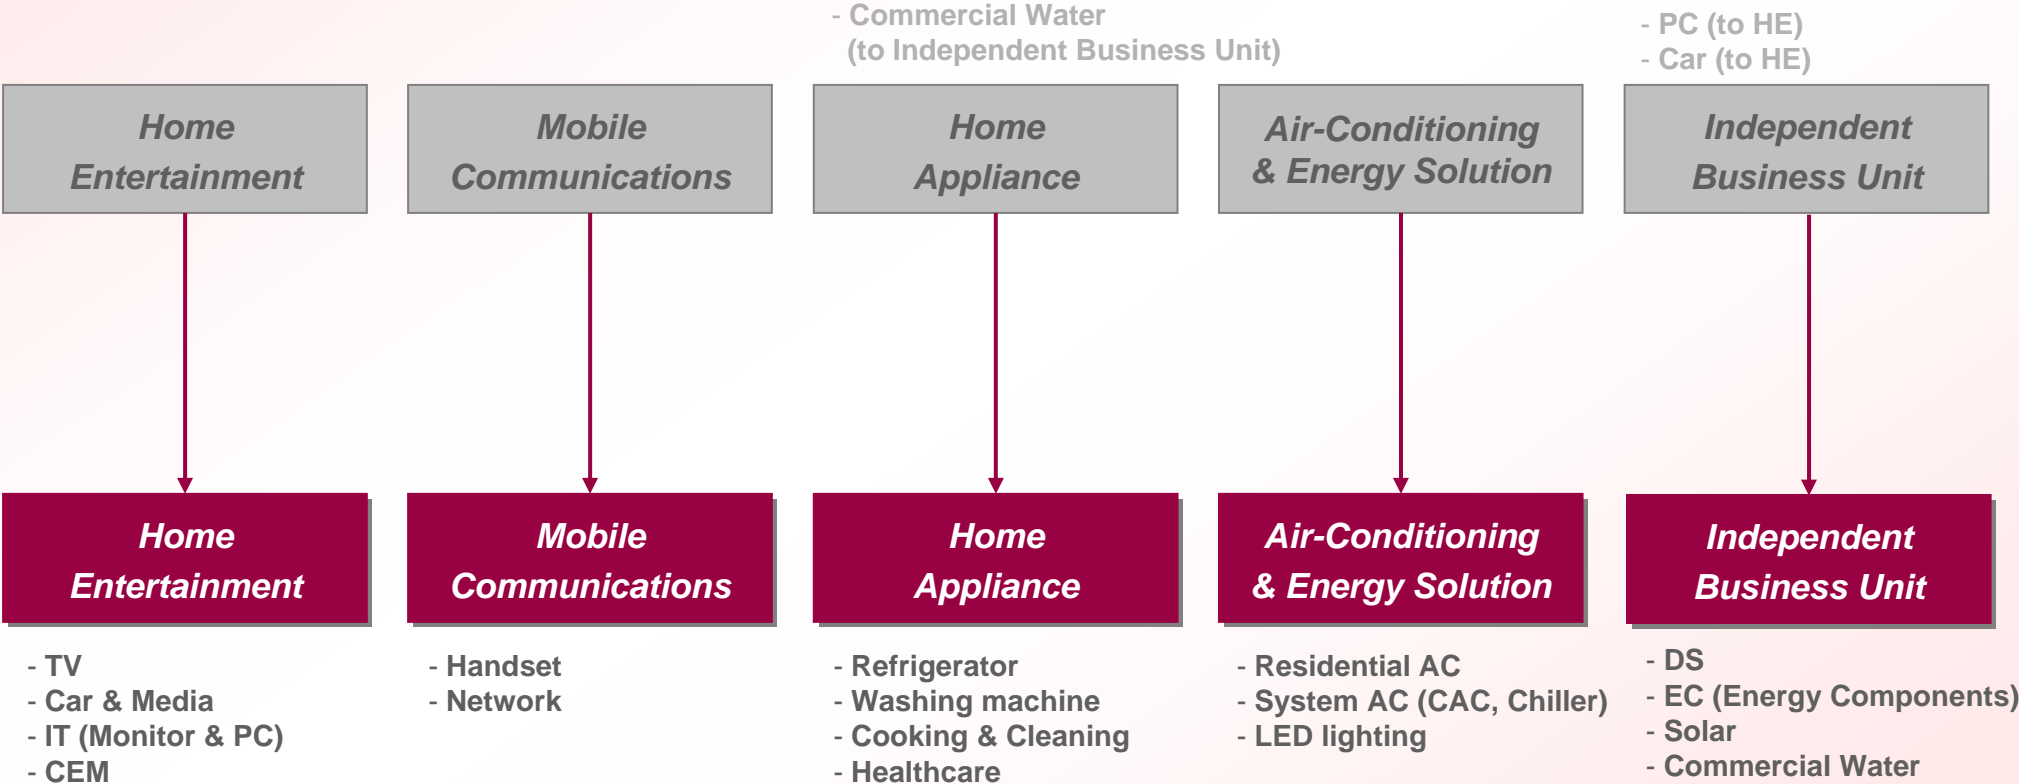 - Commercial Water
(to Independent Business Unit)
- PC (to HE)
- Car (to HE)
Home
Entertainment
Mobile
Communications
Home
Appliance
Air-Conditioning
& Energy Solution
Independent
Business Unit
Home
Entertainment
Mobile
Communications
Home
Appliance
Air-Conditioning
& Energy Solution
Independent
Business Unit
- TV
- Car & Media
- IT (Monitor & PC)
- CEM
- Handset
- Network
- Refrigerator
- Washing machine
- Cooking & Cleaning
- Healthcare
- Residential AC
- System AC (CAC, Chiller)
- LED lighting
- DS
- EC (Energy Components)
- Solar
- Commercial Water